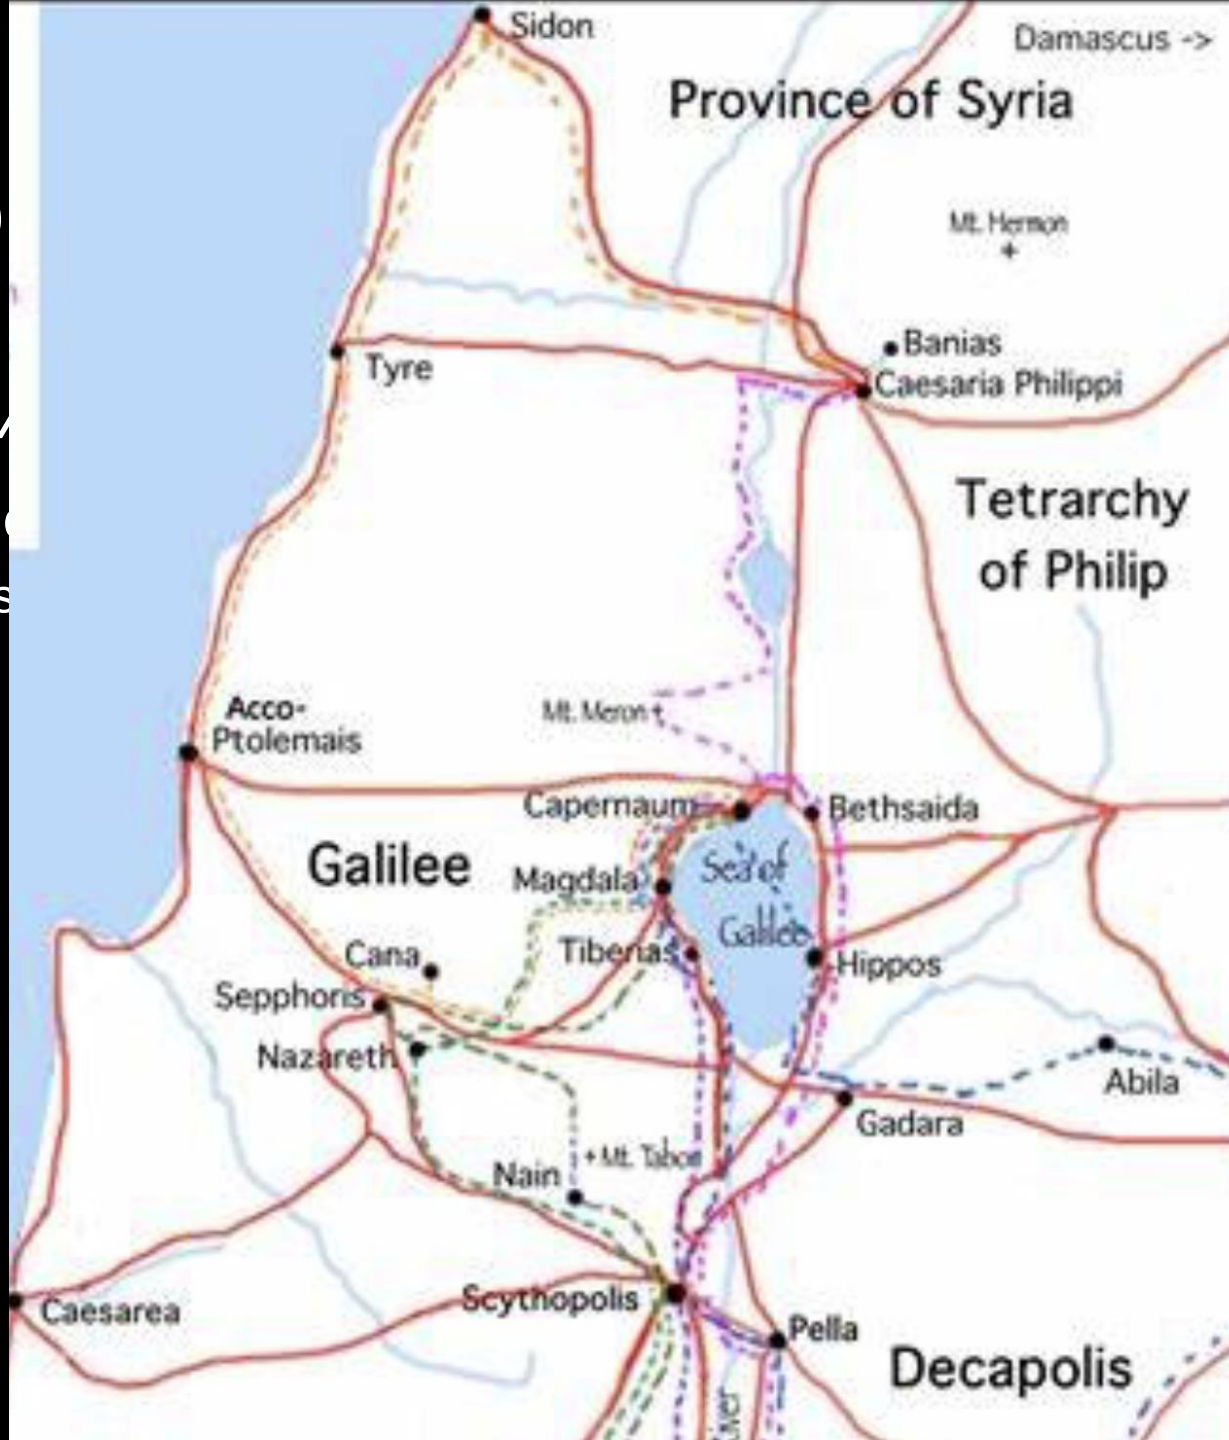 Sidon
Damascus ->
Province of Syria
Mt. Hermon
Banias
Tyre
Caesaria Philippi
Tetrarchy
of Philip
Acco-
Ptolemais
Mt. Meron
Capernaum
Bethsaida
Galilee
Sea of
Galilee
Magdala
Cana
Tiberias
Hippos
Sepphoris
Nazareth
Abila
Gadara
Mt. Tabor
Nain
Scythopolis
Caesarea
Pella
Decapolis